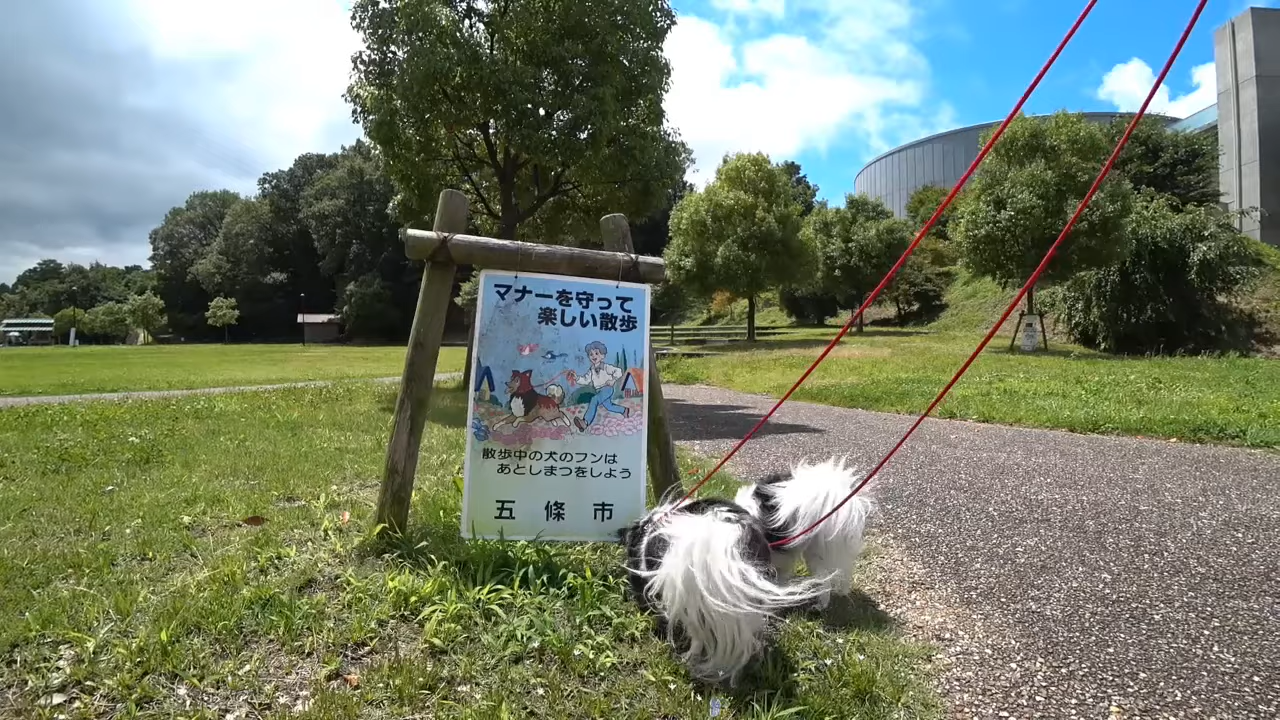 マナーを守って
楽しい散歩
散歩中の犬のフンは
あとしまつをしよう
五條市